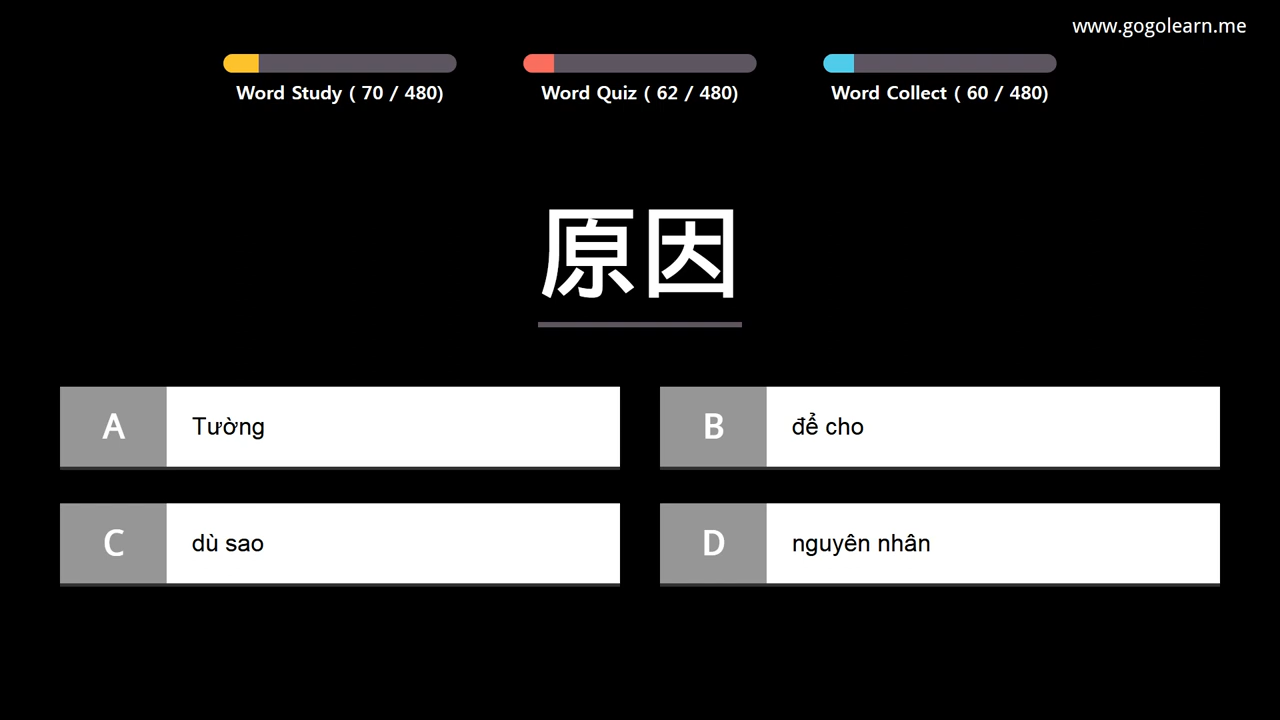 www.gogolearn.me
Word Study ( 70 / 480)
Word Quiz ( 62 / 480)
Word Collect ( 60 / 480)
原因
A Tường
B để cho
C dù sao
D nguyên nhân